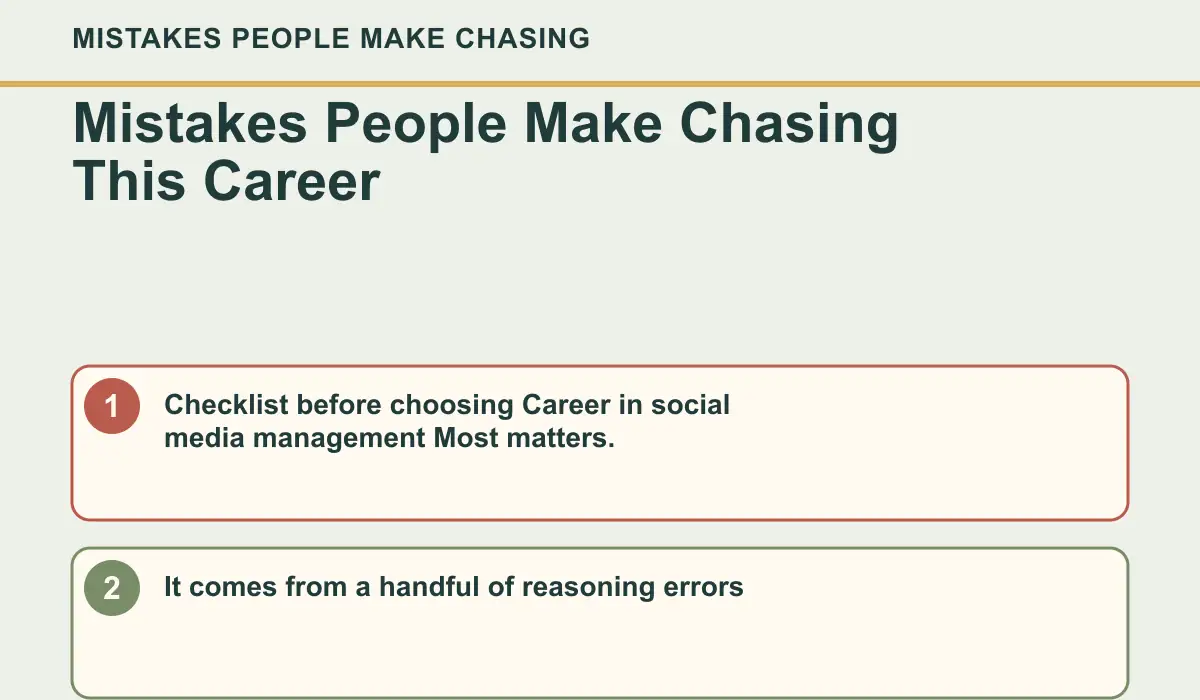 MISTAKES PEOPLE MAKE CHASING
Mistakes People Make Chasing
This Career
1
Checklist before choosing Career in social
media management Most matters.
2
It comes from a handful of reasoning errors